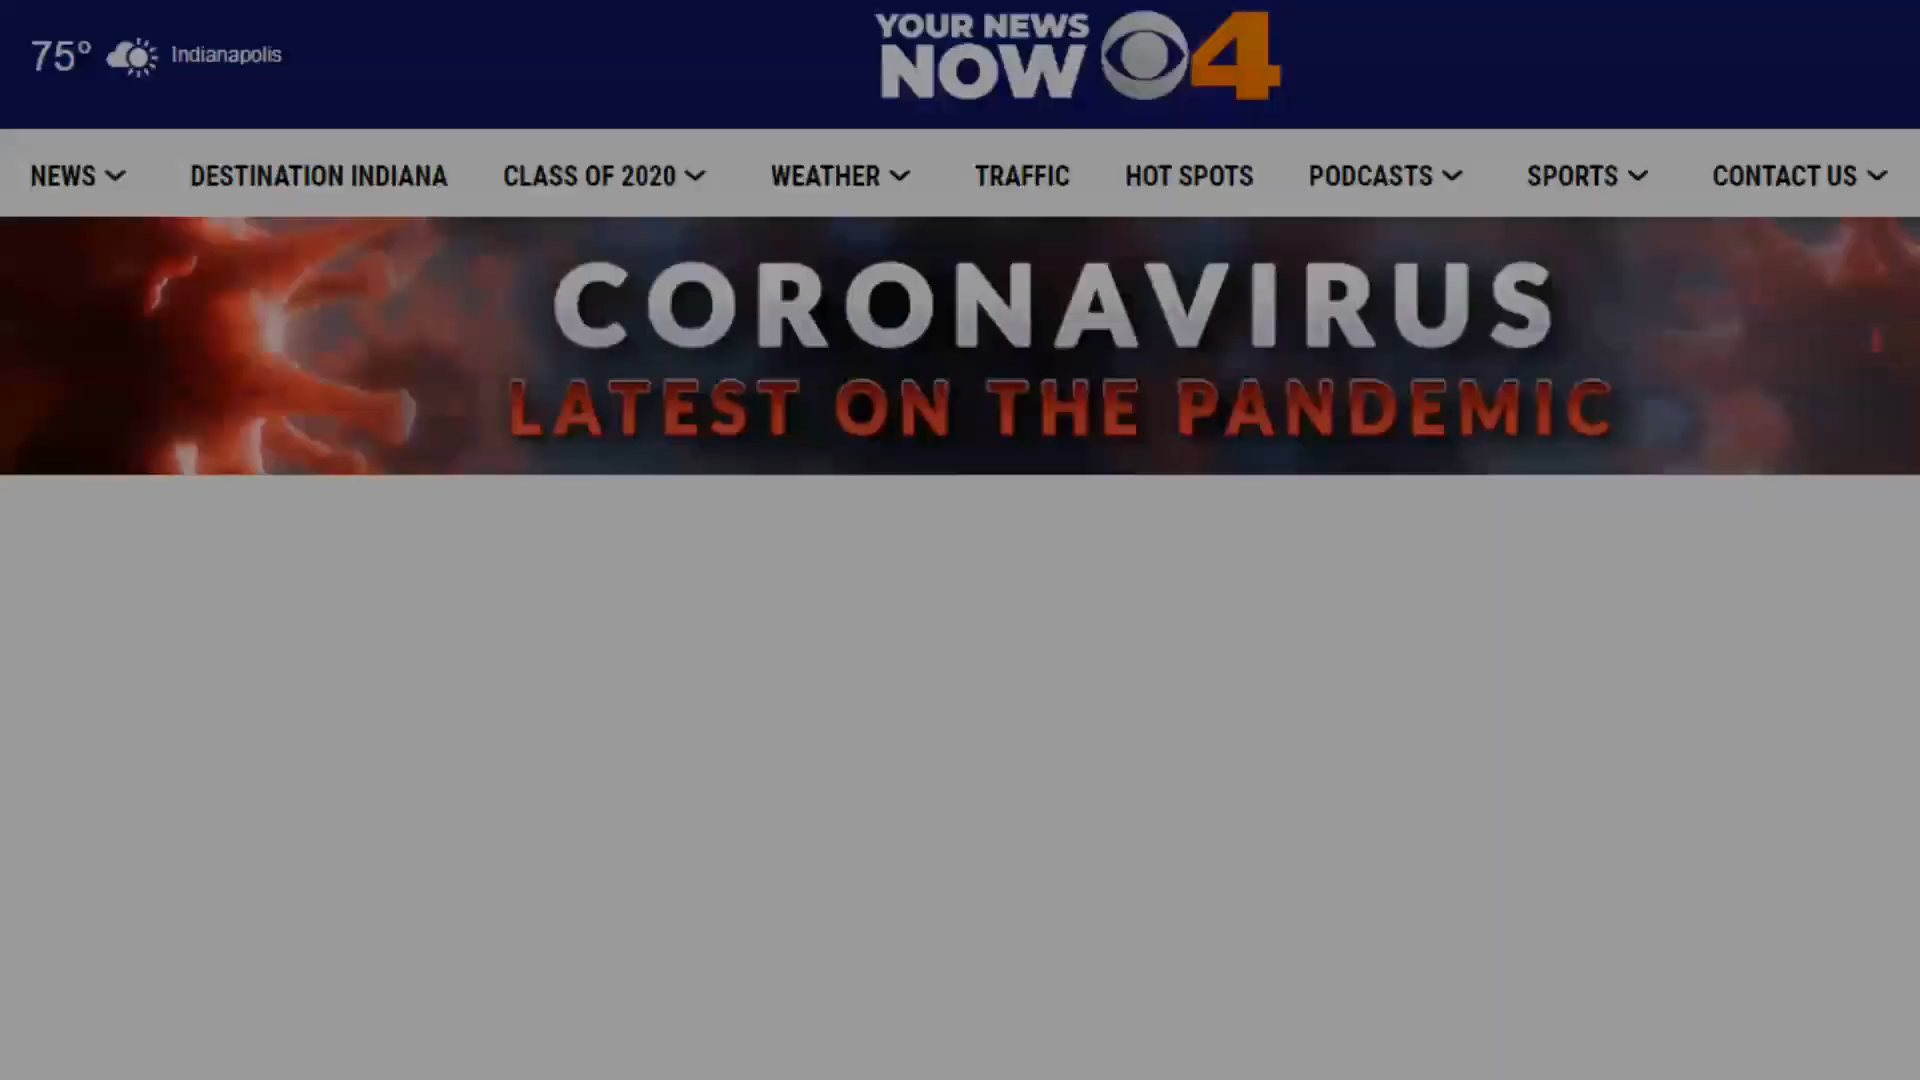 75° Indianapolis
YOUR NEWS
NOW 4
NEWS DESTINATION INDIANA CLASS OF 2020 WEATHER TRAFFIC HOT SPOTS PODCASTS SPORTS CONTACT US
CORONAVIRUS
LATEST ON THE PANDEMIC